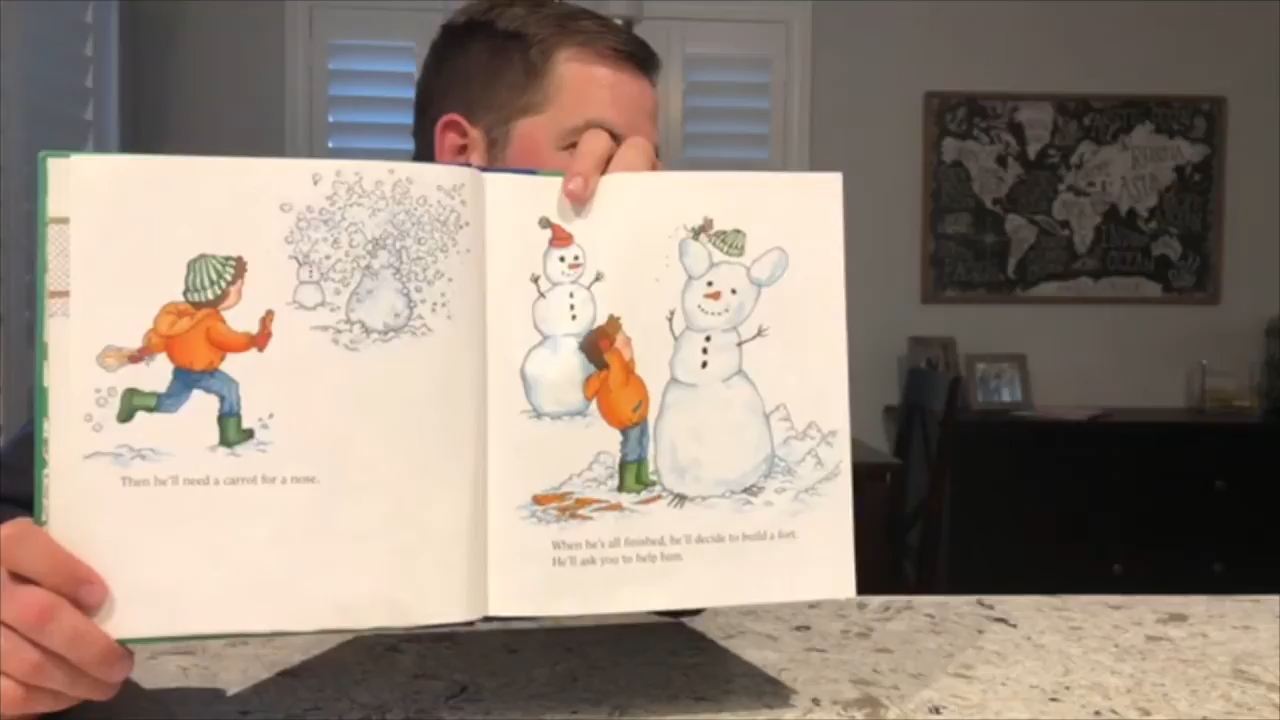 Then he'll need a carrot for a nose.
When he's all finished, he'll decide to build a fort.
He'll ask you to help him.
ASIA